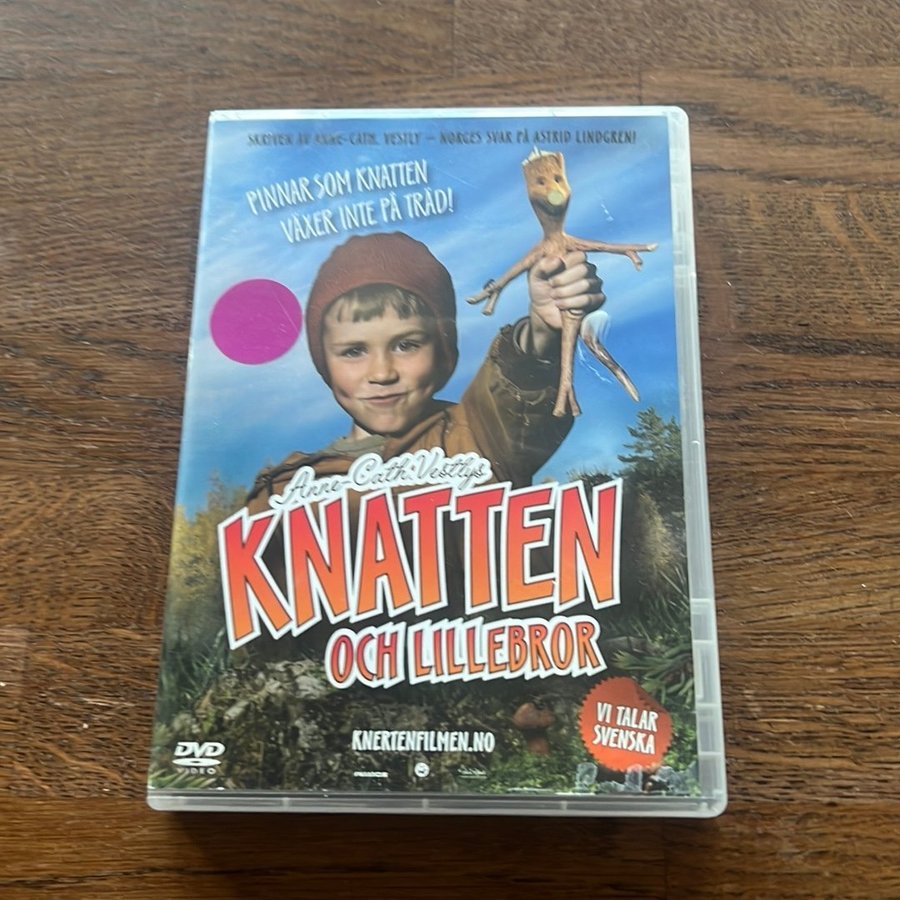 SKRIVEN AV ANNE-CATH. VESTLY – NORGES SVAR PÅ ASTRID LINDGREN!
PINNAR SOM KNATTEN
VÄXER INTE PÅ TRÄD!
Anne-Cath. Vestlys
KNATTEN
OCH LILLEBROR
VI TALAR
SVENSKA
KNERTENFILMEN.NO
DVD
VIDEO